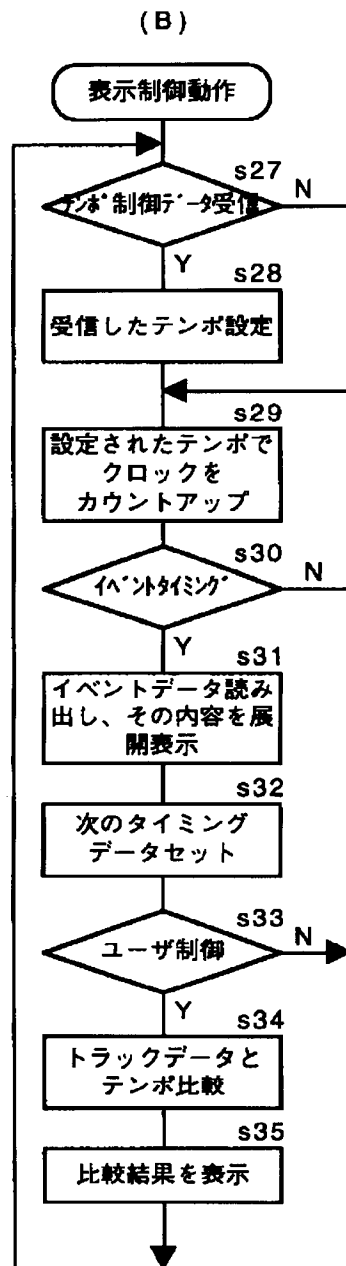 (B)
表示制御動作
s27
ﾃﾝﾎﾟ制御ﾃﾞｰﾀ受信
N
Y
s28
受信したテンポ設定
s29
設定されたテンポで
クロックを
カウントアップ
s30
ｲﾍﾞﾝﾄﾀｲﾐﾝｸﾞ
N
Y
s31
イベントデータ読み
出し、その内容を展
開表示
s32
次のタイミング
データセット
s33
ユーザ制御
N
Y
s34
トラックデータと
テンポ比較
s35
比較結果を表示